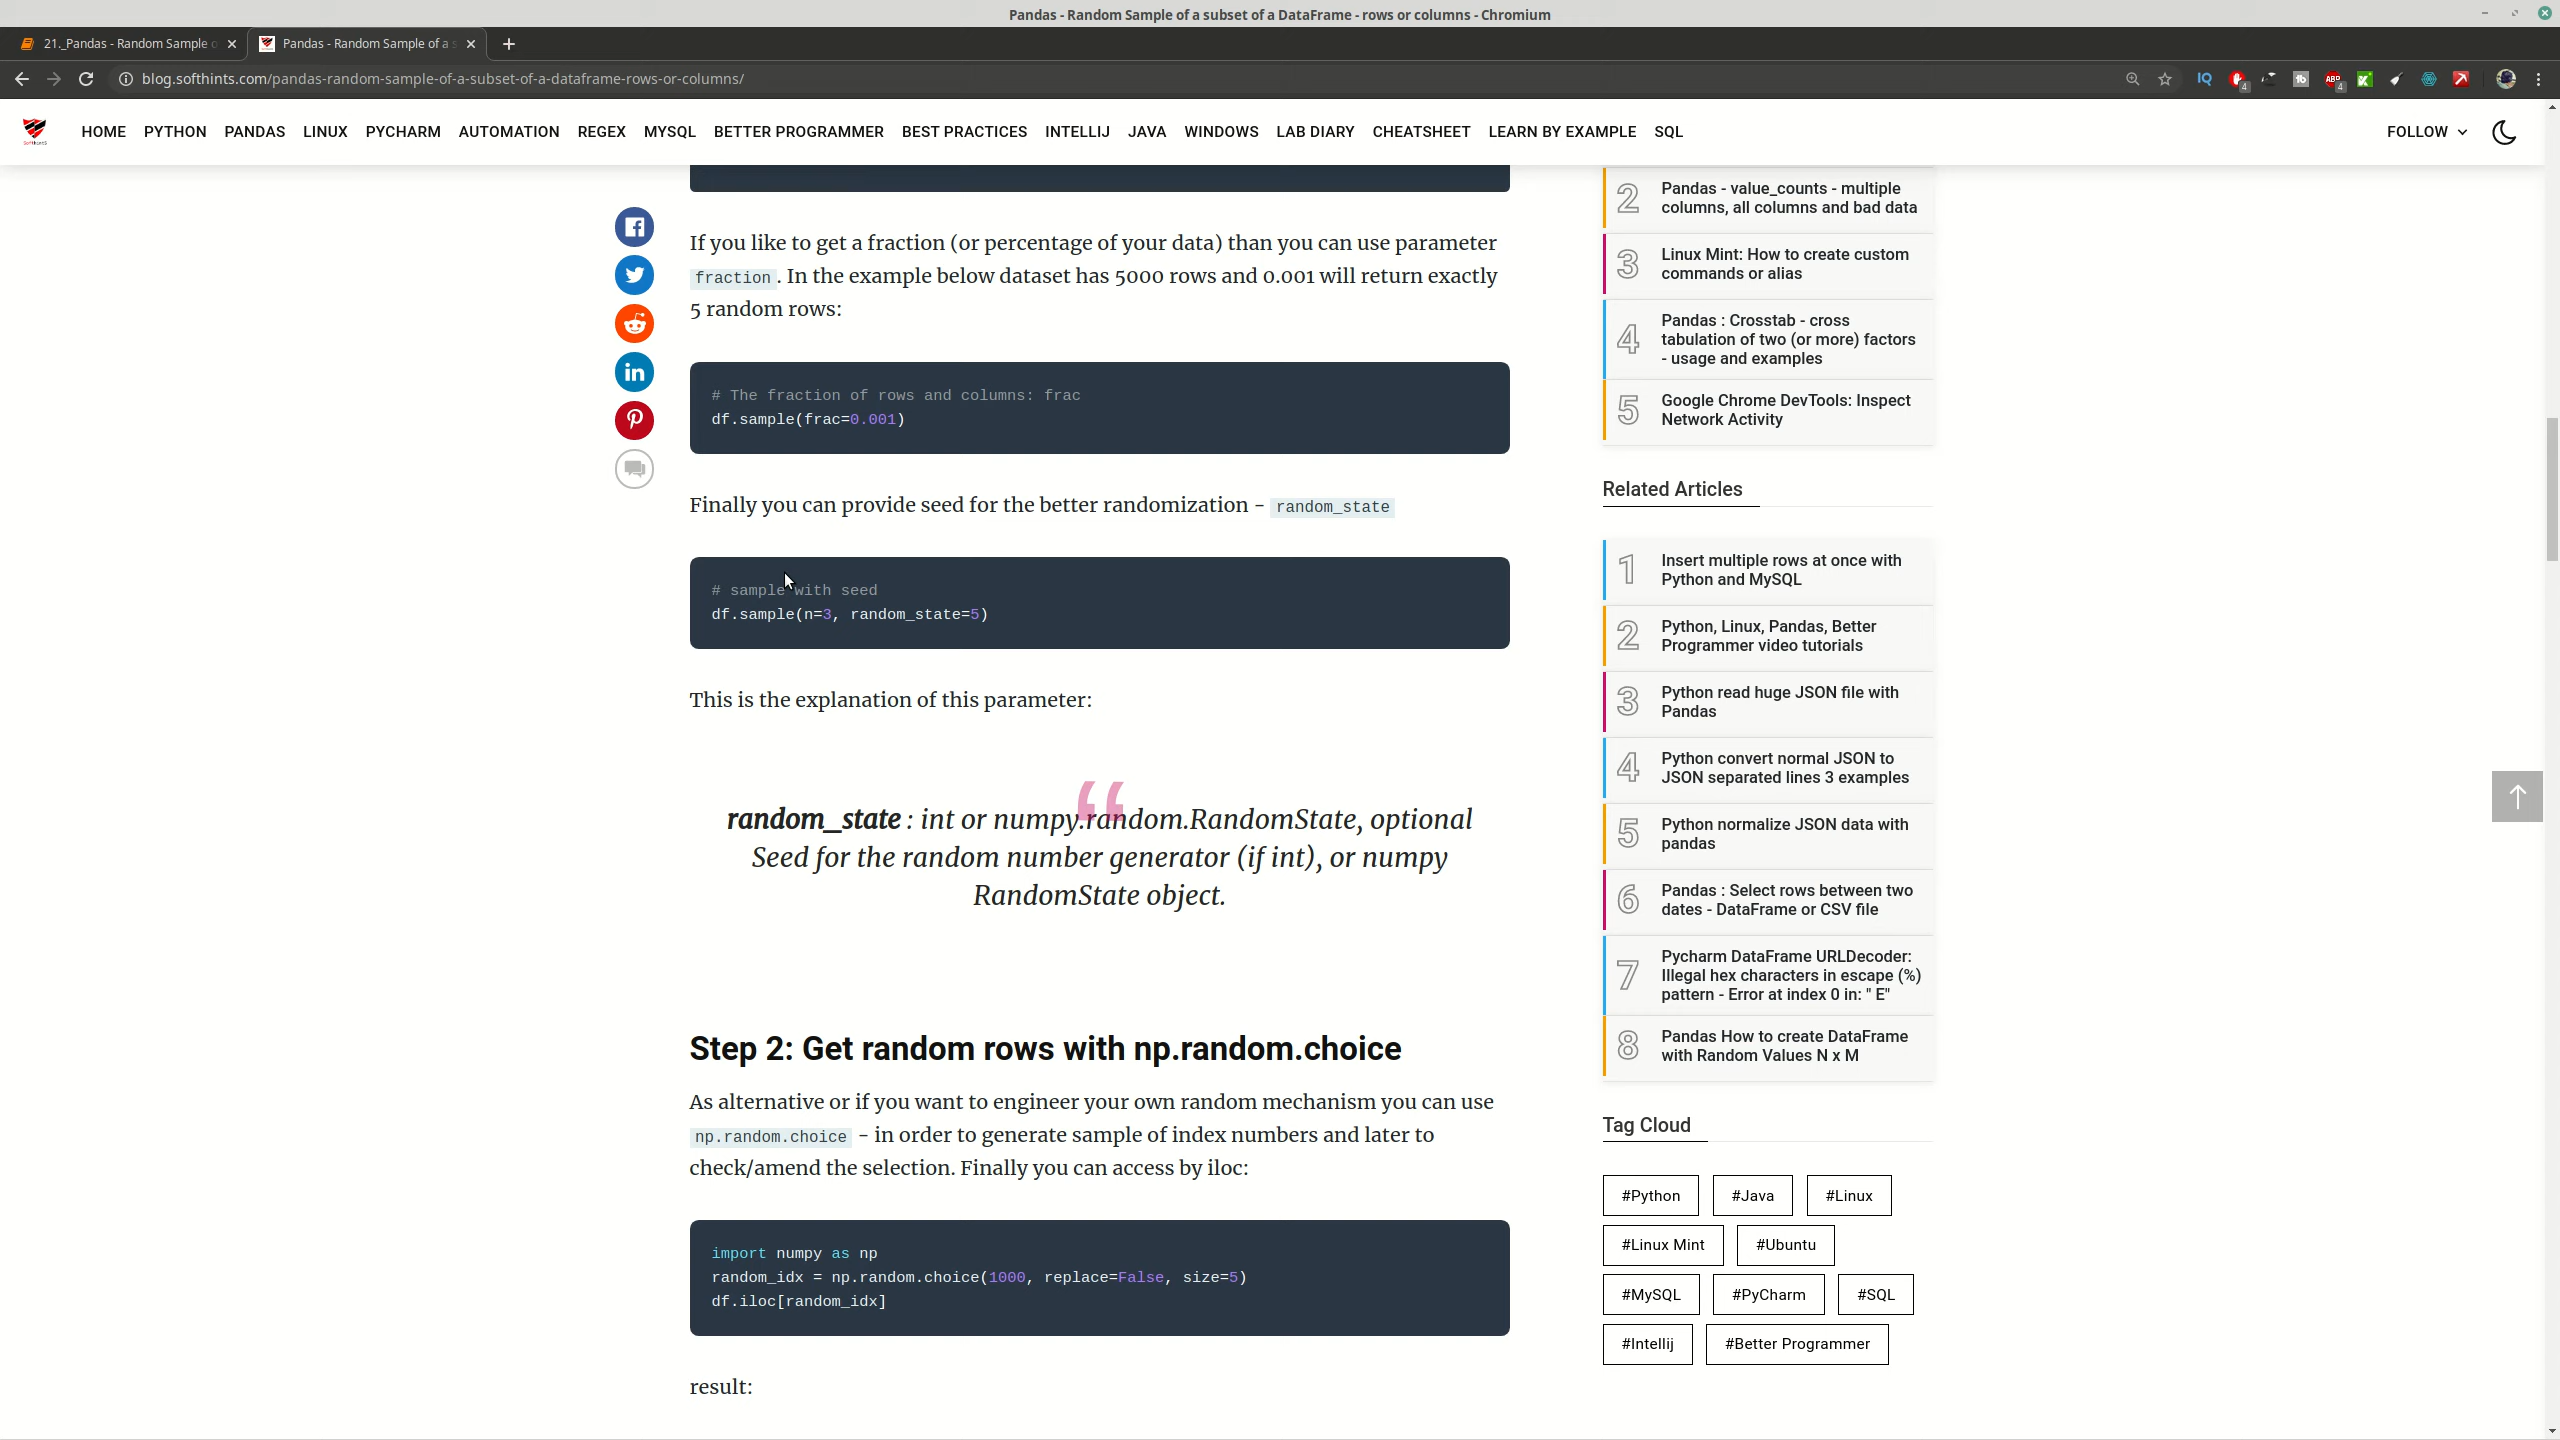 Pandas - Random Sample of a subset of a DataFrame - rows or columns - Chromium
21._Pandas - Random Sample o
Pandas - Random Sample of a s
blog.softhints.com/pandas-random-sample-of-a-subset-of-a-dataframe-rows-or-columns/
HOME PYTHON PANDAS LINUX PYCHARM AUTOMATION REGEX MYSQL BETTER PROGRAMMER BEST PRACTICES INTELLIJ JAVA WINDOWS LAB DIARY CHEATSHEET LEARN BY EXAMPLE SQL FOLLOW
If you like to get a fraction (or percentage of your data) than you can use parameter
fraction . In the example below dataset has 5000 rows and 0.001 will return exactly
5 random rows:
# The fraction of rows and columns: frac
df.sample(frac=0.001)
Finally you can provide seed for the better randomization - random_state
# sample with seed
df.sample(n=3, random_state=5)
This is the explanation of this parameter:
“
random_state : int or numpy.random.RandomState, optional
Seed for the random number generator (if int), or numpy
RandomState object.
Step 2: Get random rows with np.random.choice
As alternative or if you want to engineer your own random mechanism you can use
np.random.choice - in order to generate sample of index numbers and later to
check/amend the selection. Finally you can access by iloc:
import numpy as np
random_idx = np.random.choice(1000, replace=False, size=5)
df.iloc[random_idx]
result:
2 Pandas - value_counts - multiple
columns, all columns and bad data
3 Linux Mint: How to create custom
commands or alias
4 Pandas : Crosstab - cross
tabulation of two (or more) factors
- usage and examples
5 Google Chrome DevTools: Inspect
Network Activity
Related Articles
1 Insert multiple rows at once with
Python and MySQL
2 Python, Linux, Pandas, Better
Programmer video tutorials
3 Python read huge JSON file with
Pandas
4 Python convert normal JSON to
JSON separated lines 3 examples
5 Python normalize JSON data with
pandas
6 Pandas : Select rows between two
dates - DataFrame or CSV file
7 Pycharm DataFrame URLDecoder:
Illegal hex characters in escape (%)
pattern - Error at index 0 in: " E"
8 Pandas How to create DataFrame
with Random Values N x M
Tag Cloud
#Python #Java #Linux
#Linux Mint #Ubuntu
#MySQL #PyCharm #SQL
#Intellij #Better Programmer